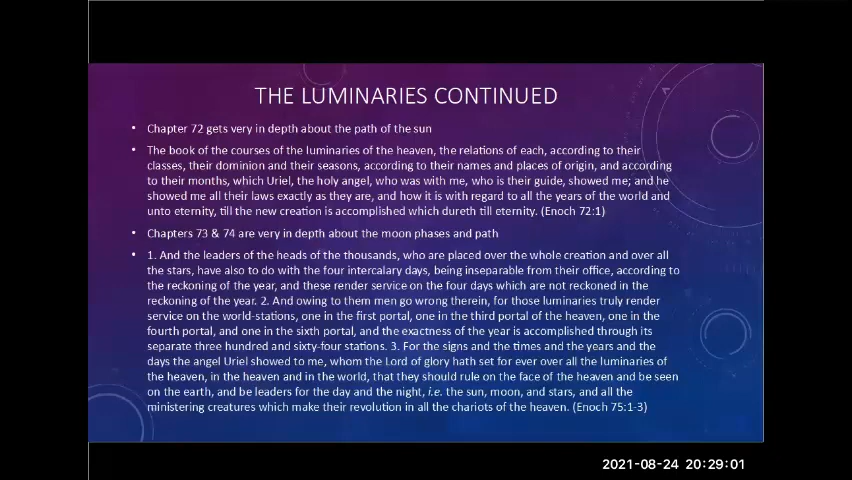 THE LUMINARIES CONTINUED
• Chapter 72 gets very in depth about the path of the sun
• The book of the courses of the luminaries of the heaven, the relations of each, according to their
classes, their dominion and their seasons, according to their names and places of origin, and according
to their months, which Uriel, the holy angel, who was with me, who is their guide, showed me; and he
showed me all their laws exactly as they are, and how it is with regard to all the years of the world and
unto eternity, till the new creation is accomplished which dureth till eternity. (Enoch 72:1)
• Chapters 73 & 74 are very in depth about the moon phases and path
• 1. And the leaders of the heads of the thousands, who are placed over the whole creation and over all
the stars, have also to do with the four intercalary days, being inseparable from their office, according to
the reckoning of the year, and these render service on the four days which are not reckoned in the
reckoning of the year. 2. And owing to them men go wrong therein, for those luminaries truly render
service on the world-stations, one in the first portal, one in the third portal of the heaven, one in the
fourth portal, and one in the sixth portal, and the exactness of the year is accomplished through its
separate three hundred and sixty-four stations. 3. For the signs and the times and the years and the
days the angel Uriel showed to me, whom the Lord of glory hath set for ever over all the luminaries of
the heaven, in the heaven and in the world, that they should rule on the face of the heaven and be seen
on the earth, and be leaders for the day and the night, i.e. the sun, moon, and stars, and all the
ministering creatures which make their revolution in all the chariots of the heaven. (Enoch 75:1-3)
2021-08-24 20:29:01